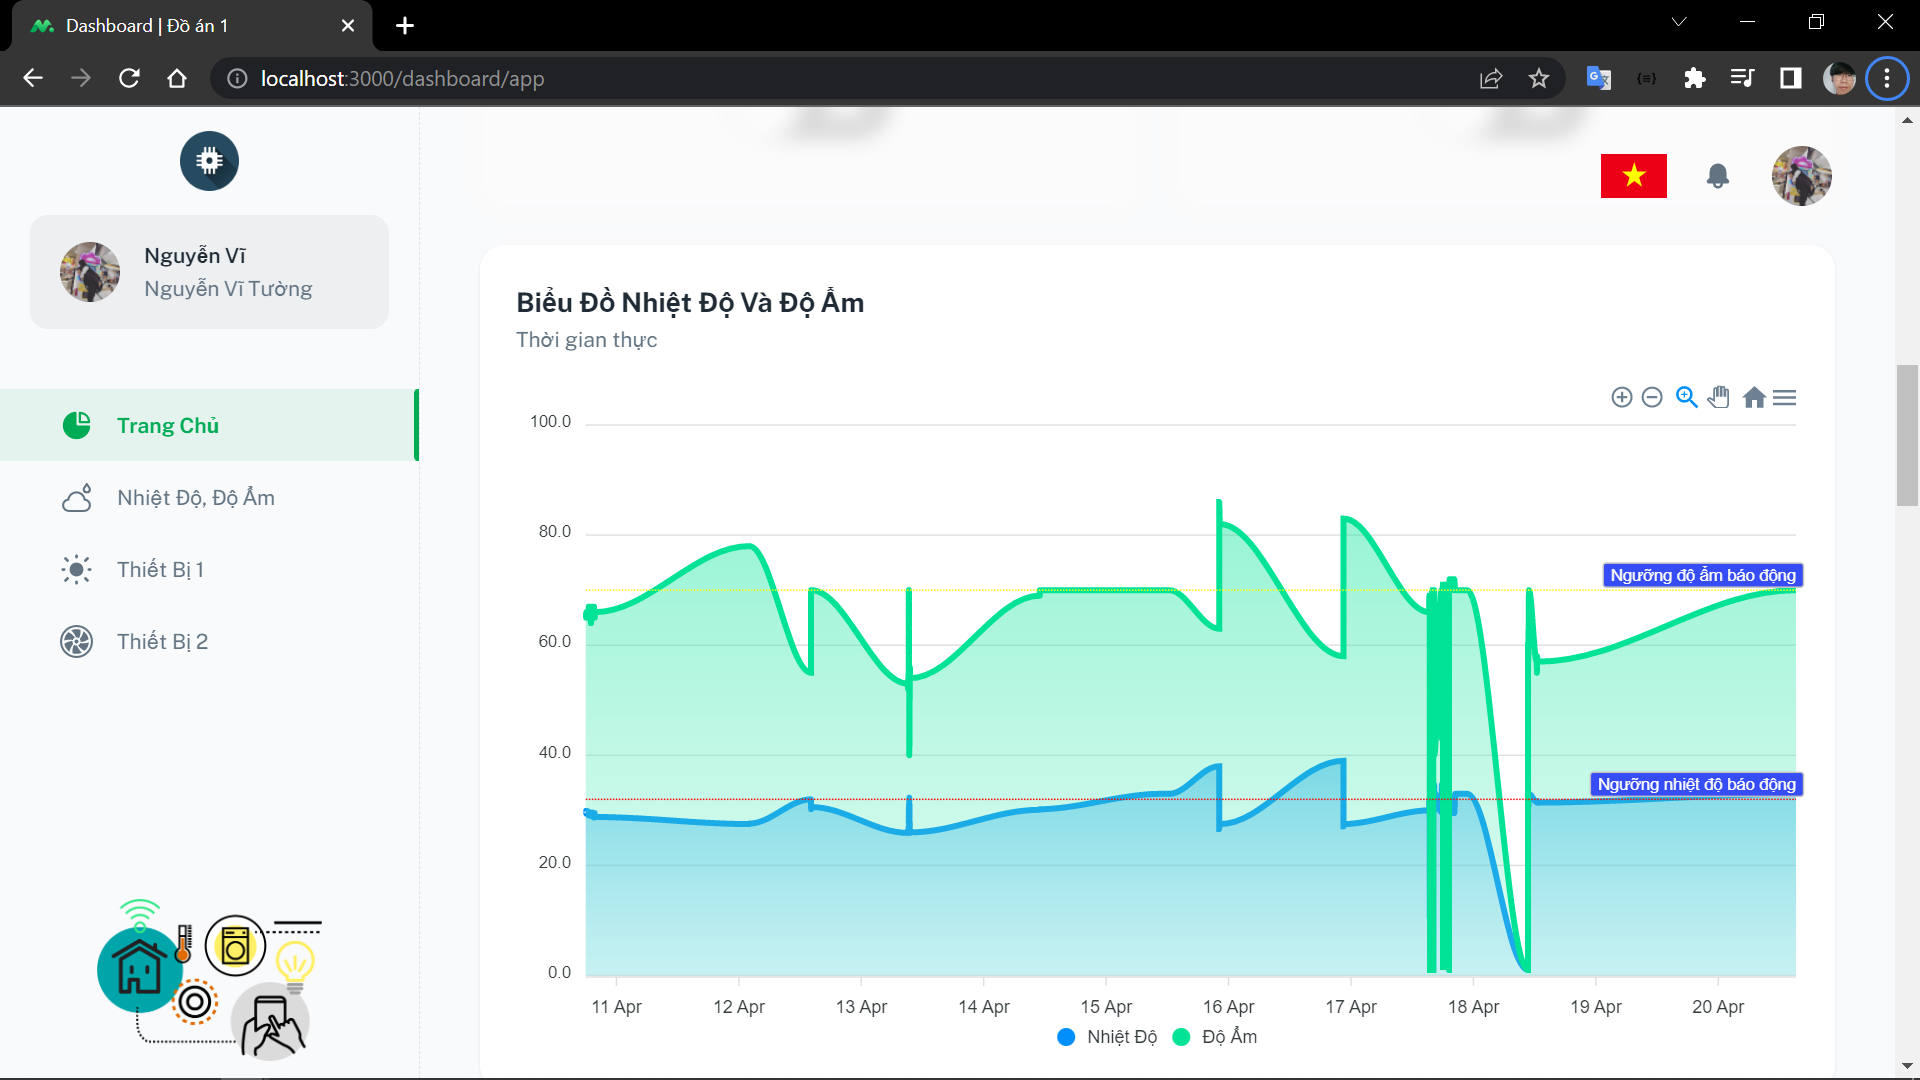 Dashboard | Đồ án 1
localhost:3000/dashboard/app
Nguyễn Vĩ
Nguyễn Vĩ Tường
Trang Chủ
Nhiệt Độ, Độ Ẩm
Thiết Bị 1
Thiết Bị 2
Biểu Đồ Nhiệt Độ Và Độ Ẩm
Thời gian thực
100.0
80.0
60.0
40.0
20.0
0.0
Ngưỡng độ ẩm báo động
Ngưỡng nhiệt độ báo động
11 Apr 12 Apr 13 Apr 14 Apr 15 Apr 16 Apr 17 Apr 18 Apr 19 Apr 20 Apr
Nhiệt Độ Độ Ẩm